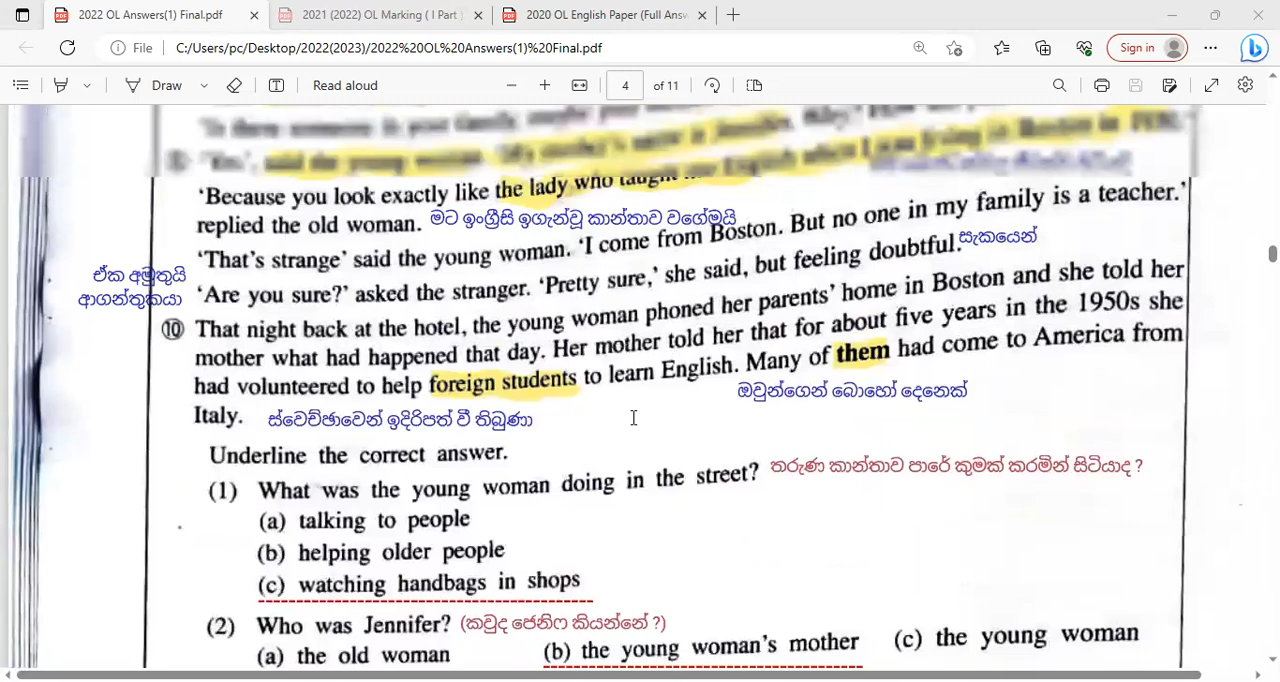 2022 OL Answers(1) Final.pdf
2021 (2022) OL Marking ( I Part
2020 OL English Paper (Full Answ
File C:/Users/pc/Desktop/2022(2023)/2022%20OL%20Answers(1)%20Final.pdf
Sign in
Draw
Read aloud
4 of 11
'Because you look exactly like the lady who taught
replied the old woman. මට ඉංග්‍රීසි ඉගැන්වූ කාන්තාව වගේමයි
'That's strange' said the young woman. 'I come from Boston. But no one in my family is a teacher.'
ඒක අමුතුයි
ආගන්තුකයා
'Are you sure?' asked the stranger. 'Pretty sure,' she said, but feeling doubtful. සැකයෙන්
⑩ That night back at the hotel, the young woman phoned her parents' home in Boston and she told her
mother what had happened that day. Her mother told her that for about five years in the 1950s she
had volunteered to help foreign students to learn English. Many of them had come to America from
ඔවුන්ගෙන් බොහෝ දෙනෙක්
Italy. ස්වෙච්ඡාවෙන් ඉදිරිපත් වී තිබුණා
Underline the correct answer.
(1) What was the young woman doing in the street? තරුණ කාන්තාව පාරේ කුමක් කරමින් සිටියාද ?
(a) talking to people
(b) helping older people
(c) watching handbags in shops
(2) Who was Jennifer? (කවුද ජෙනිෆ කියන්නේ ?)
(a) the old woman (b) the young woman's mother (c) the young woman